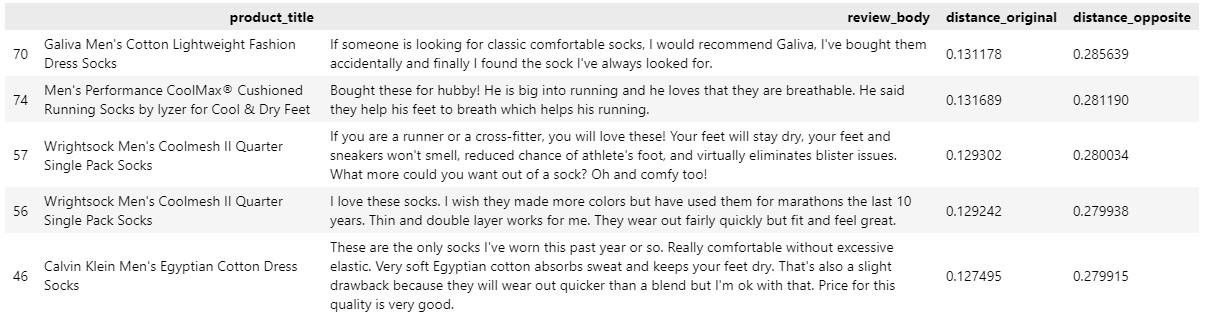 product_title review_body distance_original distance_opposite
70 Galiva Men's Cotton Lightweight Fashion Dress Socks If someone is looking for classic comfortable socks, I would recommend Galiva, I've bought them accidentally and finally I found the sock I've always looked for. 0.131178 0.285639
74 Men's Performance CoolMax® Cushioned Running Socks by Iyzer for Cool & Dry Feet Bought these for hubby! He is big into running and he loves that they are breathable. He said they help his feet to breath which helps his running. 0.131689 0.281190
57 Wrightsock Men's Coolmesh II Quarter Single Pack Socks If you are a runner or a cross-fitter, you will love these! Your feet will stay dry, your feet and sneakers won't smell, reduced chance of athlete's foot, and virtually eliminates blister issues. What more could you want out of a sock? Oh and comfy too! 0.129302 0.280034
56 Wrightsock Men's Coolmesh II Quarter Single Pack Socks I love these socks. I wish they made more colors but have used them for marathons the last 10 years. Thin and double layer works for me. They wear out fairly quickly but fit and feel great. 0.129242 0.279938
46 Calvin Klein Men's Egyptian Cotton Dress Socks These are the only socks I've worn this past year or so. Really comfortable without excessive elastic. Very soft Egyptian cotton absorbs sweat and keeps your feet dry. That's also a slight drawback because they will wear out quicker than a blend but I'm ok with that. Price for this quality is very good. 0.127495 0.279915